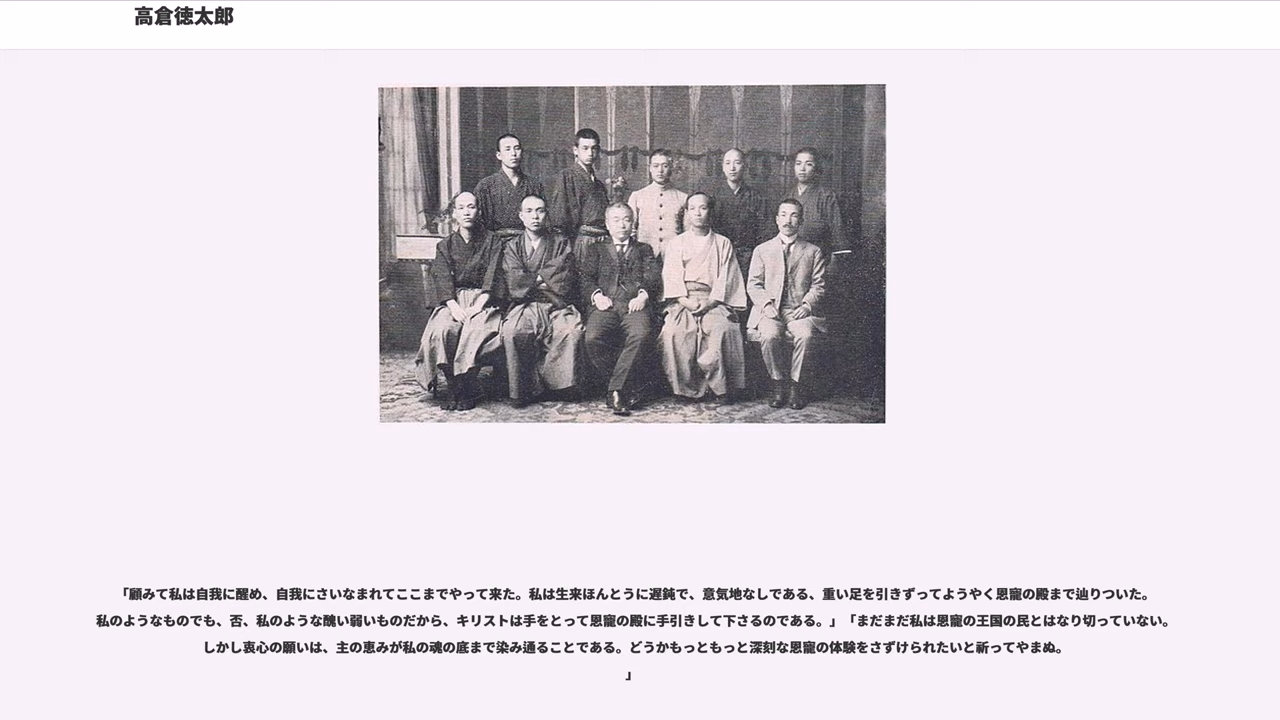 高倉徳太郎
「顧みて私は自我に醒め、自我にさいなまれてここまでやって来た。私は生来ほんとうに遅鈍で、意気地なしである、重い足を引きずってようやく恩寵の殿まで辿りついた。
私のようなものでも、否、私のような醜い弱いものだから、キリストは手をとって恩寵の殿に手引きして下さるのである。」「まだまだ私は恩寵の王国の民とはなり切っていない。
しかし衷心の願いは、主の恵みが私の魂の底まで染み通ることである。どうかもっともっと深刻な恩寵の体験をさずけられたいと祈ってやまぬ。
」